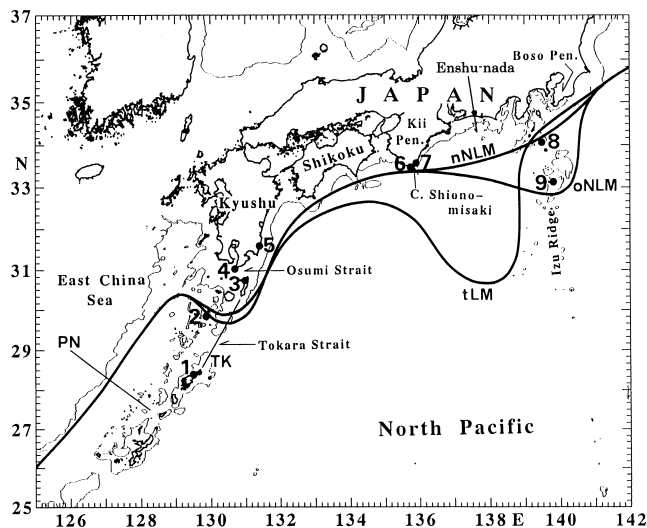 37
35
N
33
31
29
27
25
Boso Pen.
Enshu-nada
J A P A N
Kii
Pen.
Shikoku
6 7
nNLM
8
9
oNLM
C. Shiono-
misaki
Kyushu
5
4
Osumi Strait
3
Izu Ridge
East China
Sea
tLM
2
Tokara Strait
PN
1
TK
North Pacific
126 128 130 132 134 136 138 E 140 142